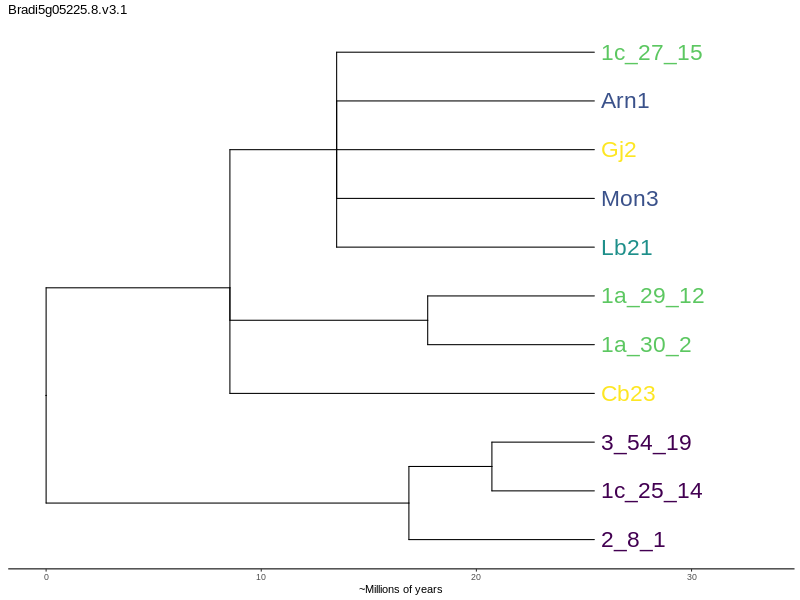 Bradi5g05225.8.v3.1
1c_27_15
Arn1
Gj2
Mon3
Lb21
1a_29_12
1a_30_2
Cb23
3_54_19
1c_25_14
2_8_1
0 10 20 30
~Millions of years